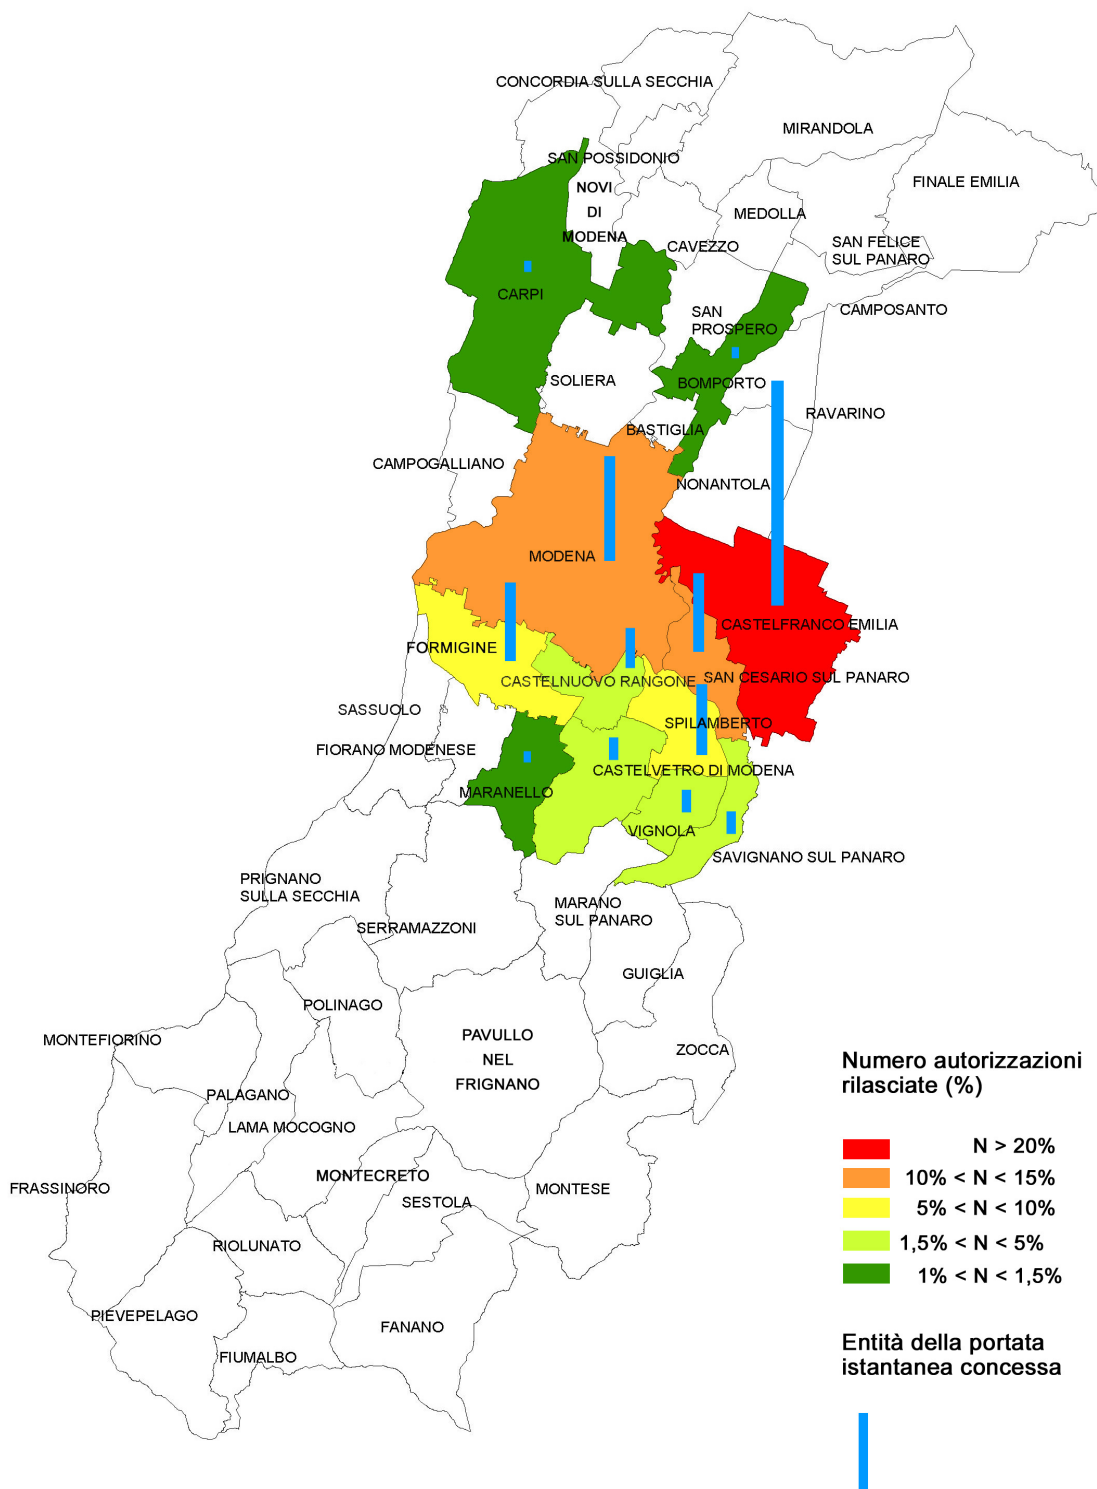 CONCORDIA SULLA SECCHIA
MIRANDOLA
SAN POSSIDONIO
FINALE EMILIA
NOVI
DI
MODENA
MEDOLLA
CAVEZZO
SAN FELICE
SUL PANARO
CARPI
CAMPOSANTO
SAN
PROSPERO
SOLIERA
BOMPORTO
RAVARINO
BASTIGLIA
CAMPOGALLIANO
NONANTOLA
MODENA
CASTELFRANCO EMILIA
FORMIGINE
CASTELNUOVO RANGONE
SAN CESARIO SUL PANARO
SASSUOLO
SPILAMBERTO
FIORANO MODENESE
CASTELVETRO DI MODENA
MARANELLO
VIGNOLA
SAVIGNANO SUL PANARO
PRIGNANO
SULLA SECCHIA
MARANO
SUL PANARO
SERRAMAZZONI
GUIGLIA
POLINAGO
MONTEFIORINO
PAVULLO
NEL
FRIGNANO
ZOCCA
PALAGANO
LAMA MOCOGNO
MONTECRETO
FRASSINORO
SESTOLA
MONTESE
RIOLUNATO
PIEVEPELAGO
FANANO
FIUMALBO
Numero autorizzazioni
rilasciate (%)
N > 20%
10% < N < 15%
5% < N < 10%
1,5% < N < 5%
1% < N < 1,5%
Entità della portata
istantanea concessa